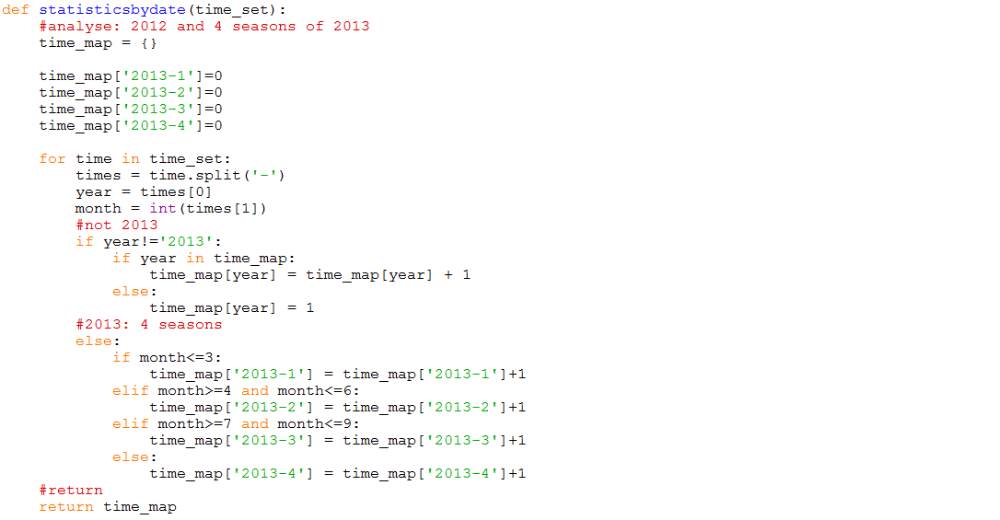 def statisticsbydate(time_set):
    #analyse: 2012 and 4 seasons of 2013
    time_map = {}

    time_map['2013-1']=0
    time_map['2013-2']=0
    time_map['2013-3']=0
    time_map['2013-4']=0

    for time in time_set:
        times = time.split('-')
        year = times[0]
        month = int(times[1])
        #not 2013
        if year!='2013':
            if year in time_map:
                time_map[year] = time_map[year] + 1
            else:
                time_map[year] = 1
        #2013: 4 seasons
        else:
            if month<=3:
                time_map['2013-1'] = time_map['2013-1']+1
            elif month>=4 and month<=6:
                time_map['2013-2'] = time_map['2013-2']+1
            elif month>=7 and month<=9:
                time_map['2013-3'] = time_map['2013-3']+1
            else:
                time_map['2013-4'] = time_map['2013-4']+1
    #return
    return time_map